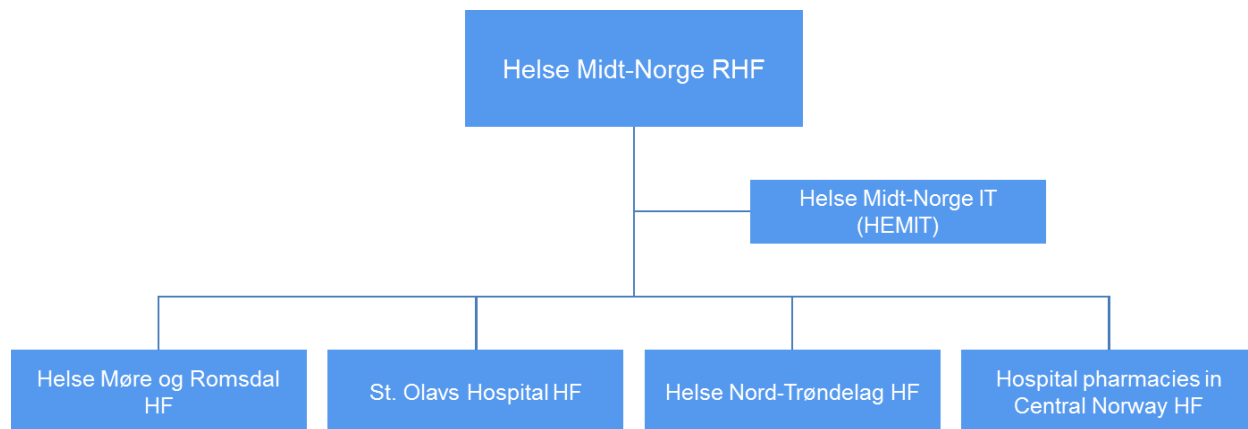 Helse Midt-Norge RHF
Helse Midt-Norge IT
(HEMIT)
Helse Møre og Romsdal
HF
St. Olavs Hospital HF
Helse Nord-Trøndelag HF
Hospital pharmacies in
Central Norway HF